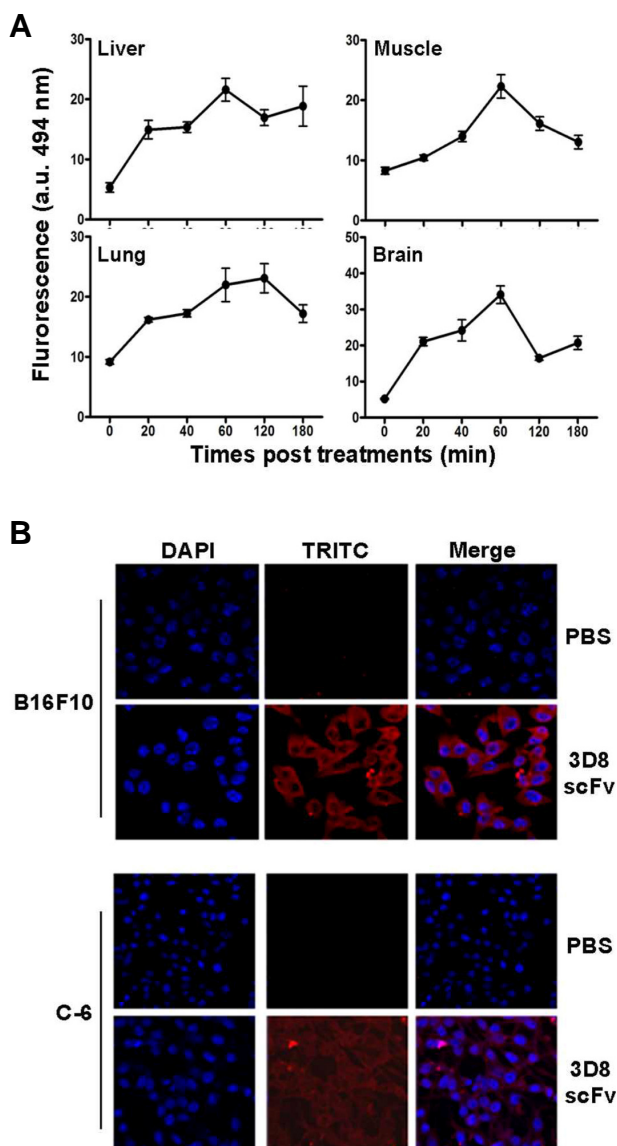 A
Flurorescence (a.u. 494 nm)
Liver
30
20
10
0
Muscle
30
20
10
0
Lung
30
20
10
0
0 20 40 60 120 180
Brain
50
40
30
20
10
0
0 20 40 60 120 180
Times post treatments (min)
B
DAPI TRITC Merge
B16F10
PBS
3D8
scFv
C-6
PBS
3D8
scFv